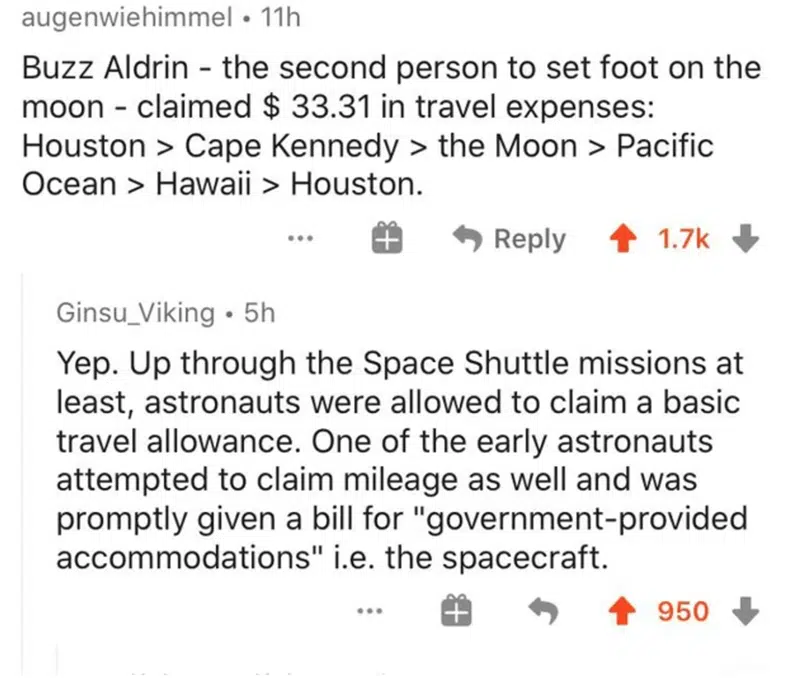 augenwiehimmel • 11h
Buzz Aldrin - the second person to set foot on the
moon - claimed $ 33.31 in travel expenses:
Houston > Cape Kennedy > the Moon > Pacific
Ocean > Hawaii > Houston.
... Reply 1.7k
Ginsu_Viking • 5h
Yep. Up through the Space Shuttle missions at
least, astronauts were allowed to claim a basic
travel allowance. One of the early astronauts
attempted to claim mileage as well and was
promptly given a bill for "government-provided
accommodations" i.e. the spacecraft.
... 950